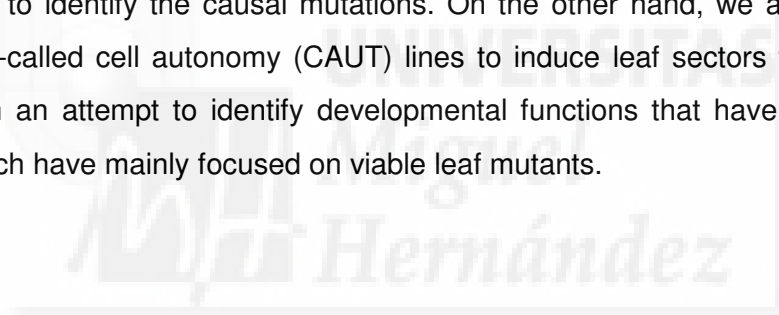 to identify the causal mutations. On the other hand, we a
-called cell autonomy (CAUT) lines to induce leaf sectors
an attempt to identify developmental functions that have
ch have mainly focused on viable leaf mutants.
UNIVERSITAS
Miguel
Hernández